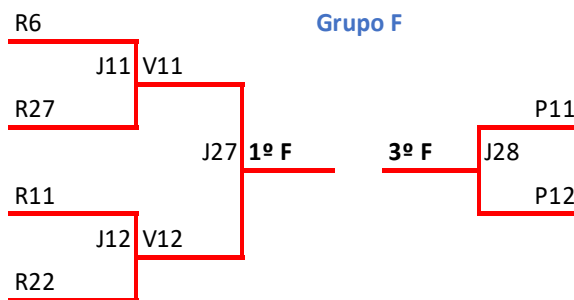 R6 Grupo F
J11 V11
R27 P11
J27 1º F 3º F J28
R11 P12
J12 V12
R22